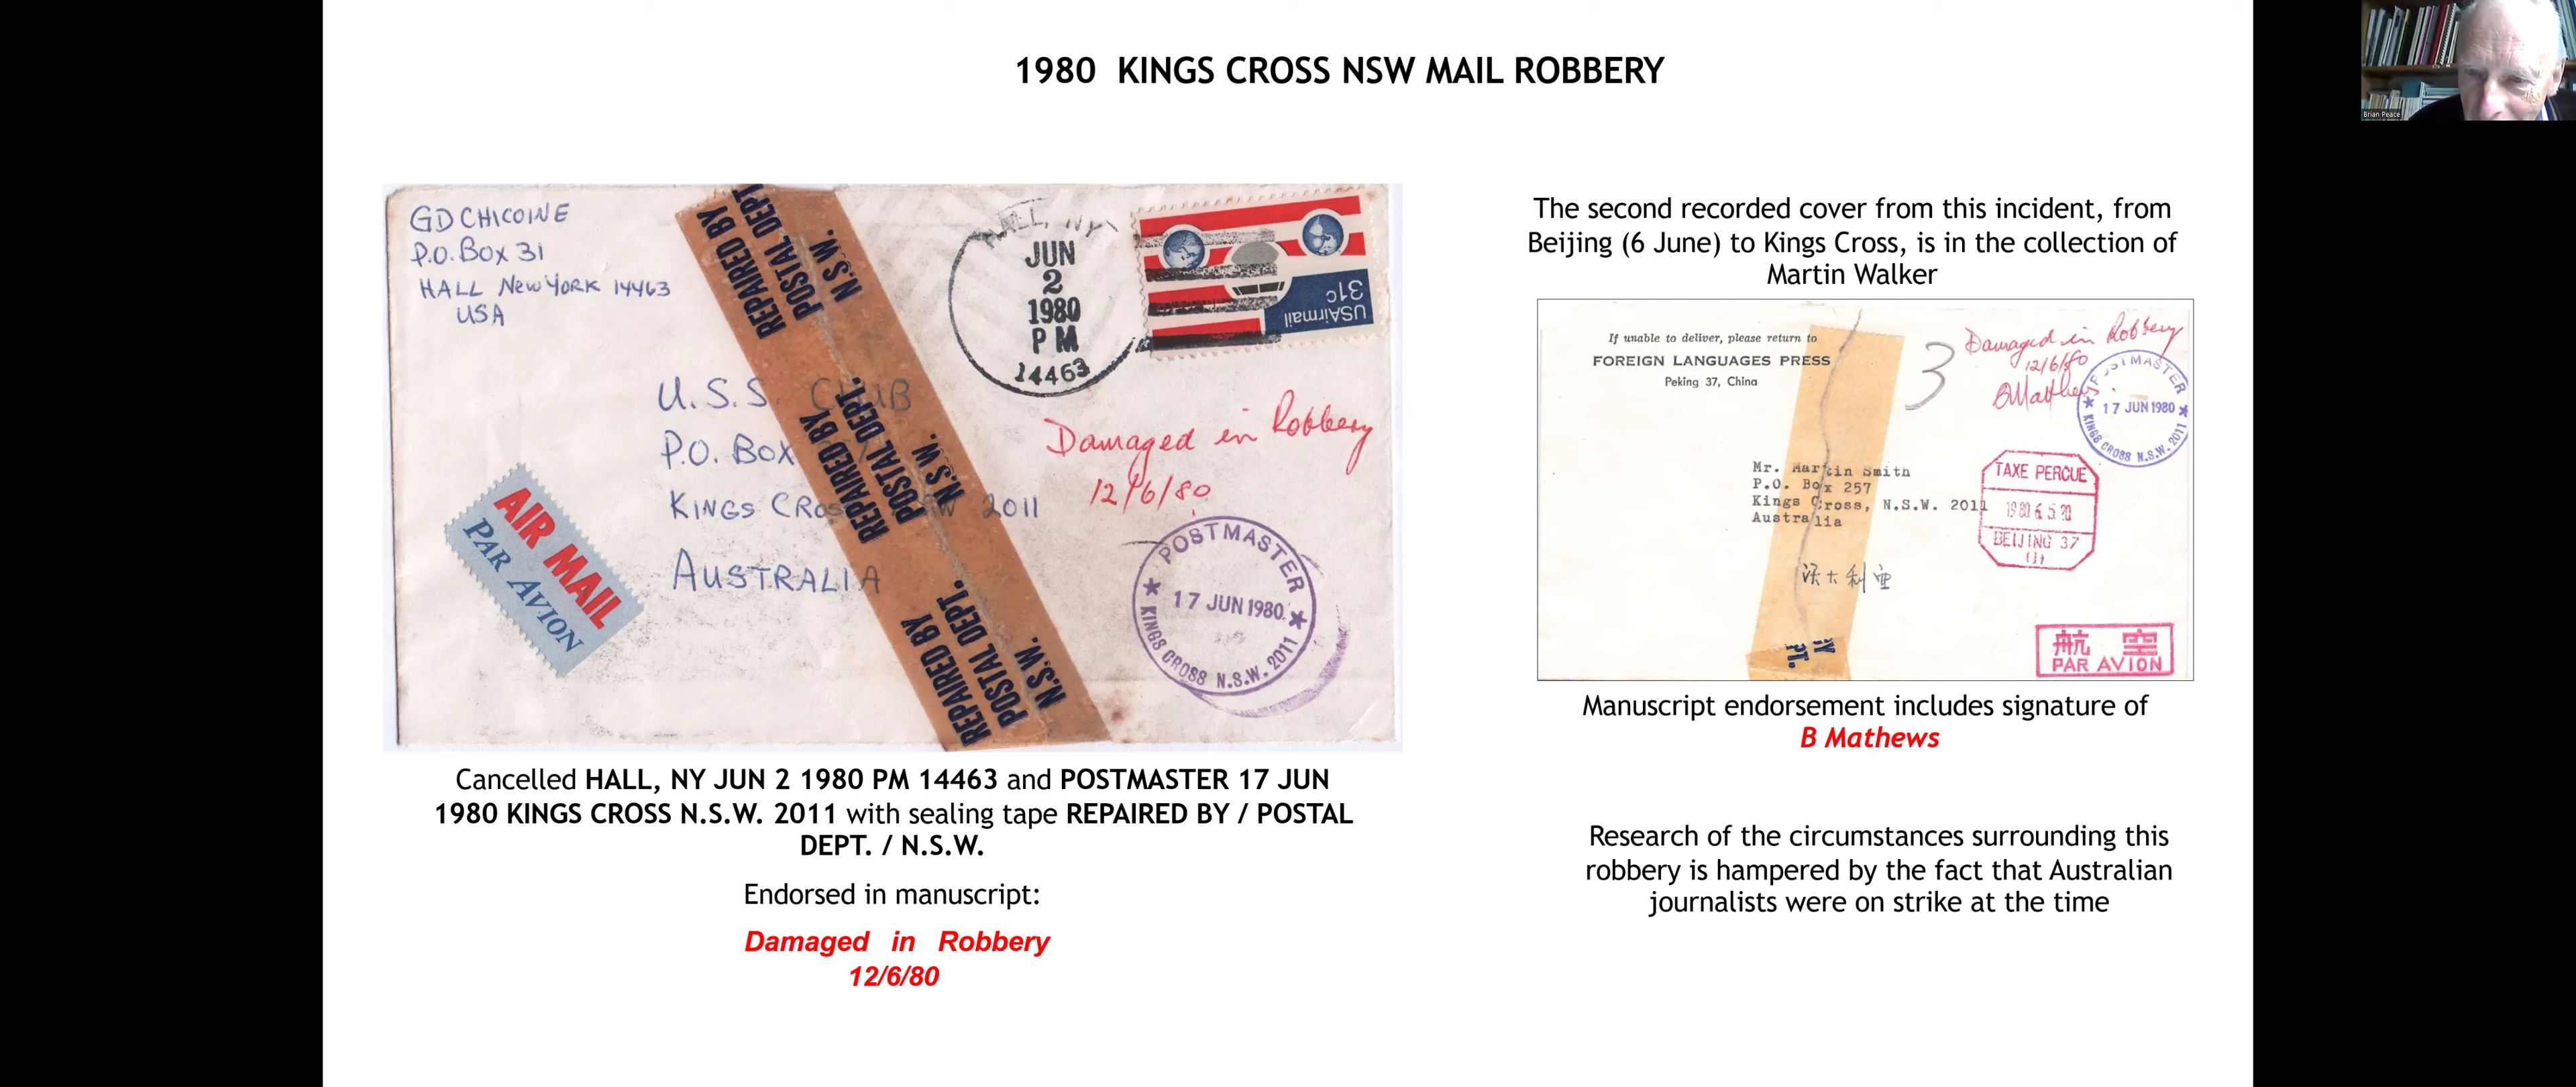 1980 KINGS CROSS NSW MAIL ROBBERY
Brian Peace
GD CHICOINE
P.O. Box 31
HALL New York 14463
USA
REPAIRED BY
POSTAL DEPT
N.S.W.
HALL, NY
JUN
2
1980
PM
14463
USAirmail
31c
U.S.S. CLUB
P.O. BOX
KINGS CROSS 2011
AUSTRALIA
REPAIRED BY
POSTAL DEPT.
N.S.W.
REPAIRED BY
POSTAL DEPT.
N.S.W.
AIR MAIL
PAR AVION
Damaged in Robbery
12/6/80
POSTMASTER
17 JUN 1980
KINGS CROSS N.S.W. 2011
Cancelled HALL, NY JUN 2 1980 PM 14463 and POSTMASTER 17 JUN
1980 KINGS CROSS N.S.W. 2011 with sealing tape REPAIRED BY / POSTAL
DEPT. / N.S.W.
Endorsed in manuscript:
Damaged in Robbery
12/6/80
The second recorded cover from this incident, from
Beijing (6 June) to Kings Cross, is in the collection of
Martin Walker
If unable to deliver, please return to
FOREIGN LANGUAGES PRESS
Peking 37, China
3
Damaged in Robbery
12/6/80
BMathews
POSTMASTER
17 JUN 1980
KINGS CROSS N.S.W. 2011
Mr. Martin Smith
P.O. Box 257
Kings Cross, N.S.W. 2011
Australia
TAXE PERCUE
BEIJING 37
(1)
大利亚
航空
PAR AVION
Manuscript endorsement includes signature of
B Mathews
Research of the circumstances surrounding this
robbery is hampered by the fact that Australian
journalists were on strike at the time